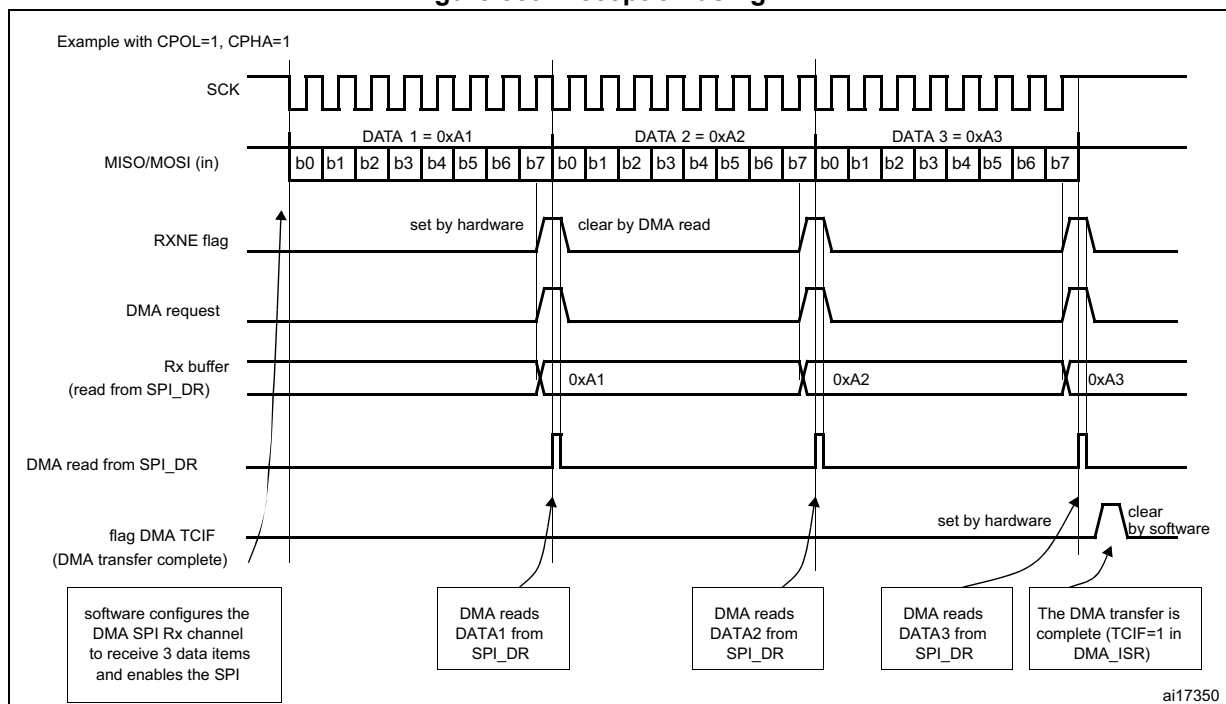 Example with CPOL=1, CPHA=1
SCK
DATA 1 = 0xA1
DATA 2 = 0xA2
DATA 3 = 0xA3
MISO/MOSI (in)
b0 b1 b2 b3 b4 b5 b6 b7 b0 b1 b2 b3 b4 b5 b6 b7 b0 b1 b2 b3 b4 b5 b6 b7
set by hardware
clear by DMA read
RXNE flag
DMA request
Rx buffer
(read from SPI_DR)
0xA1
0xA2
0xA3
DMA read from SPI_DR
flag DMA TCIF
(DMA transfer complete)
set by hardware
clear
by software
software configures the
DMA SPI Rx channel
to receive 3 data items
and enables the SPI
DMA reads
DATA1 from
SPI_DR
DMA reads
DATA2 from
SPI_DR
DMA reads
DATA3 from
SPI_DR
The DMA transfer is
complete (TCIF=1 in
DMA_ISR)
ai17350